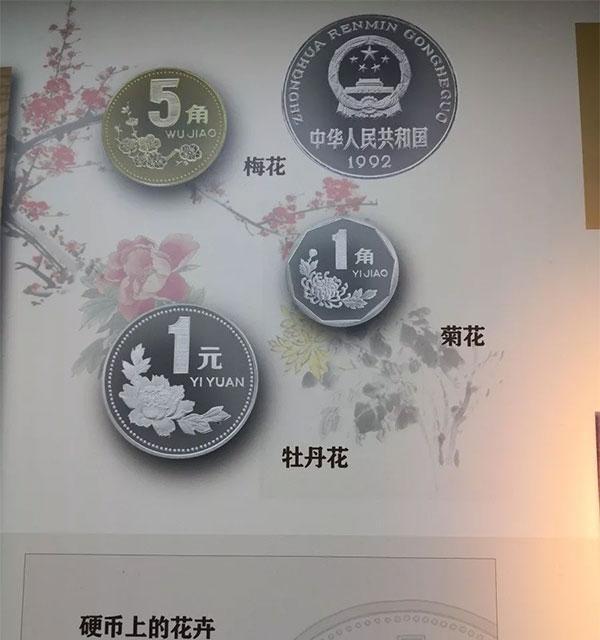 5角
WU JIAO
梅花
ZHONGHUA RENMIN GONGHEGUO
中华人民共和国
1992
1角
YI JIAO
菊花
1元
YI YUAN
牡丹花
硬币上的花卉